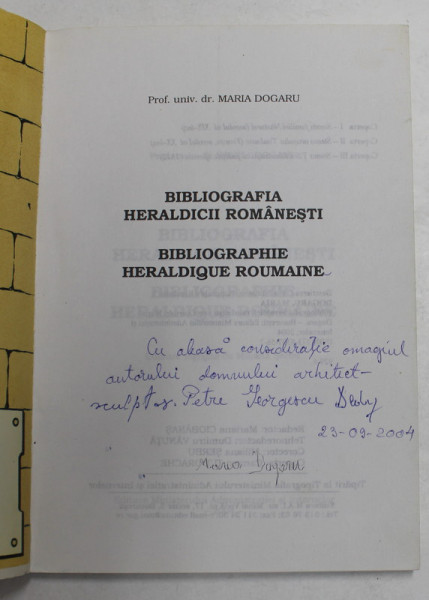 Prof. univ. dr. MARIA DOGARU
BIBLIOGRAFIA
HERALDICII ROMÂNEȘTI
BIBLIOGRAPHIE
HERALDIQUE ROUMAINE
Cu aleasă considerație omagiul
autorului domnului arhitect-
sculptor Petre Georgescu
23-09-2004
Maria Dogaru